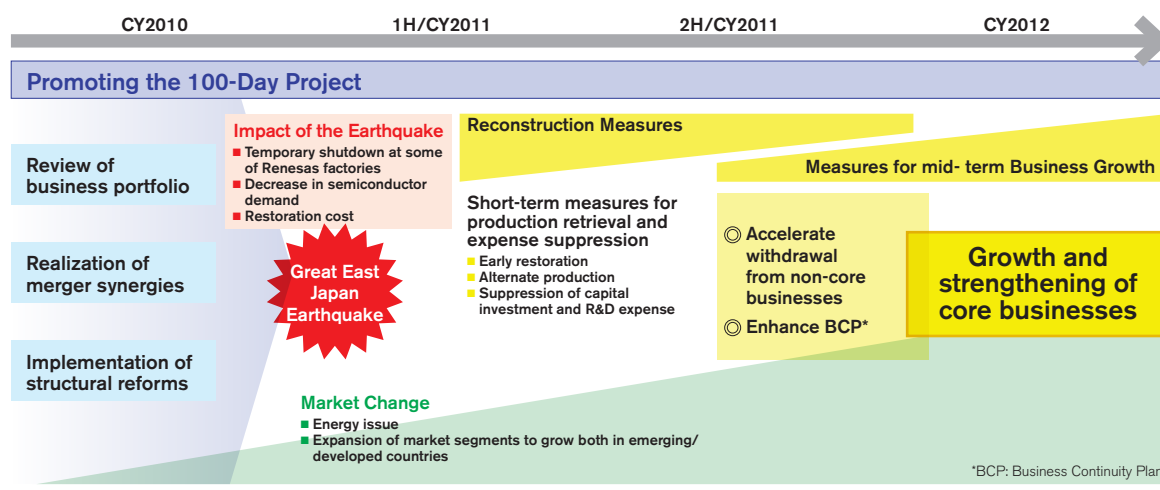 CY2010
1H/CY2011
2H/CY2011
CY2012
Promoting the 100-Day Project
Review of
business portfolio
Realization of
merger synergies
Implementation of
structural reforms
Impact of the Earthquake
Temporary shutdown at some
of Renesas factories
Decrease in semiconductor
demand
Restoration cost
Great East
Japan
Earthquake
Market Change
Energy issue
Expansion of market segments to grow both in emerging/
developed countries
Reconstruction Measures
Short-term measures for
production retrieval and
expense suppression
Early restoration
Alternate production
Suppression of capital
investment and R&D expense
Measures for mid- term Business Growth
Accelerate
withdrawal
from non-core
businesses
Enhance BCP*
Growth and
strengthening of
core businesses
*BCP: Business Continuity Plan